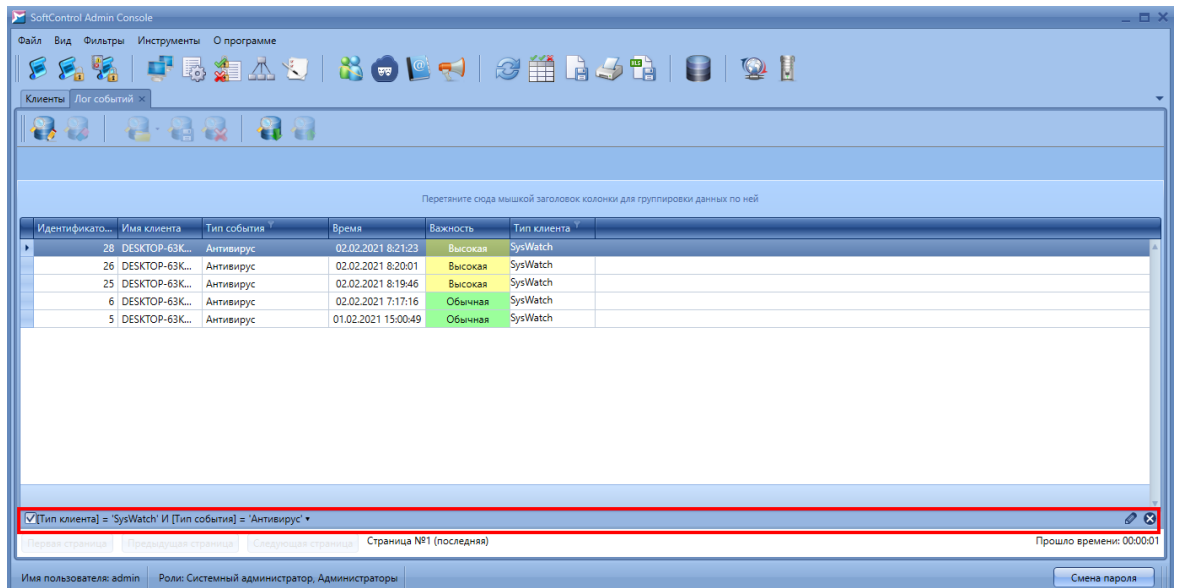 SoftControl Admin Console
Файл Вид Фильтры Инструменты О программе
Клиенты Лог событий
Перетяните сюда мышкой заголовок колонки для группировки данных по ней
Идентификато... Имя клиента Тип события Время Важность Тип клиента
28 DESKTOP-63K... Антивирус 02.02.2021 8:21:23 Высокая SysWatch
26 DESKTOP-63K... Антивирус 02.02.2021 8:20:01 Высокая SysWatch
25 DESKTOP-63K... Антивирус 02.02.2021 8:19:46 Высокая SysWatch
6 DESKTOP-63K... Антивирус 02.02.2021 7:17:16 Обычная SysWatch
5 DESKTOP-63K... Антивирус 01.02.2021 15:00:49 Обычная SysWatch
[Тип клиента] = 'SysWatch' И [Тип события] = 'Антивирус'
Первая страница Предыдущая страница Следующая страница Страница №1 (последняя) Прошло времени: 00:00:01
Имя пользователя: admin Роли: Системный администратор, Администраторы Смена пароля